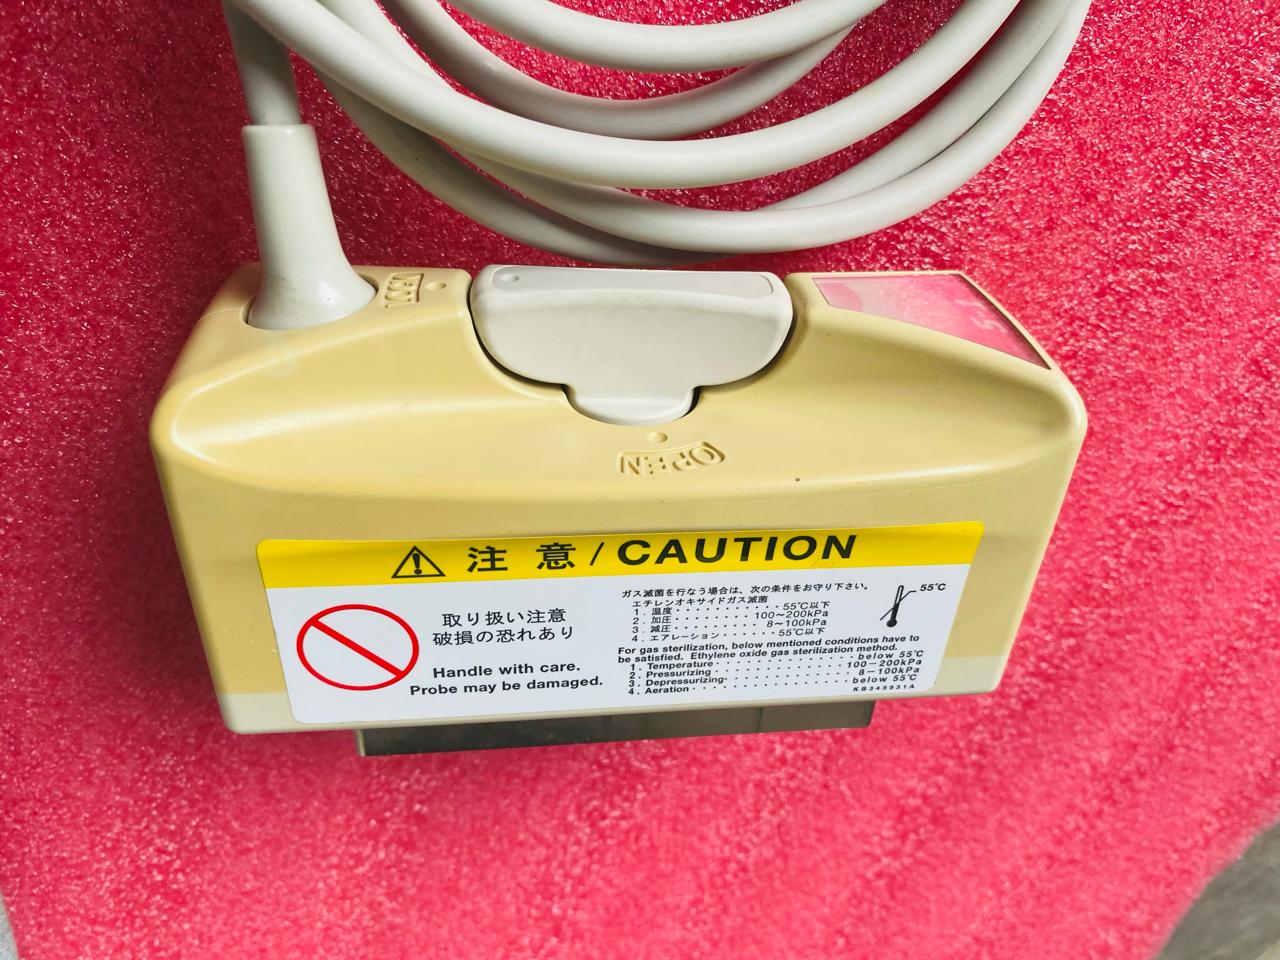 LOCK
OPEN
注意/CAUTION
取り扱い注意
破損の恐れあり
Handle with care.
Probe may be damaged.
ガス滅菌を行なう場合は、次の条件をお守り下さい。
エチレンオキサイドガス滅菌
1. 温度・・・・・・・・・・・55℃以下
2. 加圧・・・・・・・・100〜200kPa
3. 減圧・・・・・・・・・8〜100kPa
4. エアレーション・・・・・・55℃以下
55℃
For gas sterilization, below mentioned conditions have to
be satisfied. Ethylene oxide gas sterilization method.
1. Temperature・・・・・・・・・・・below 55℃
2. Pressurizing・・・・・・・・・・100−200kPa
3. Depressurizing・・・・・・・・・・8−100kPa
4. Aeration・・・・・・・・・・・・・below 55℃
KB345931A